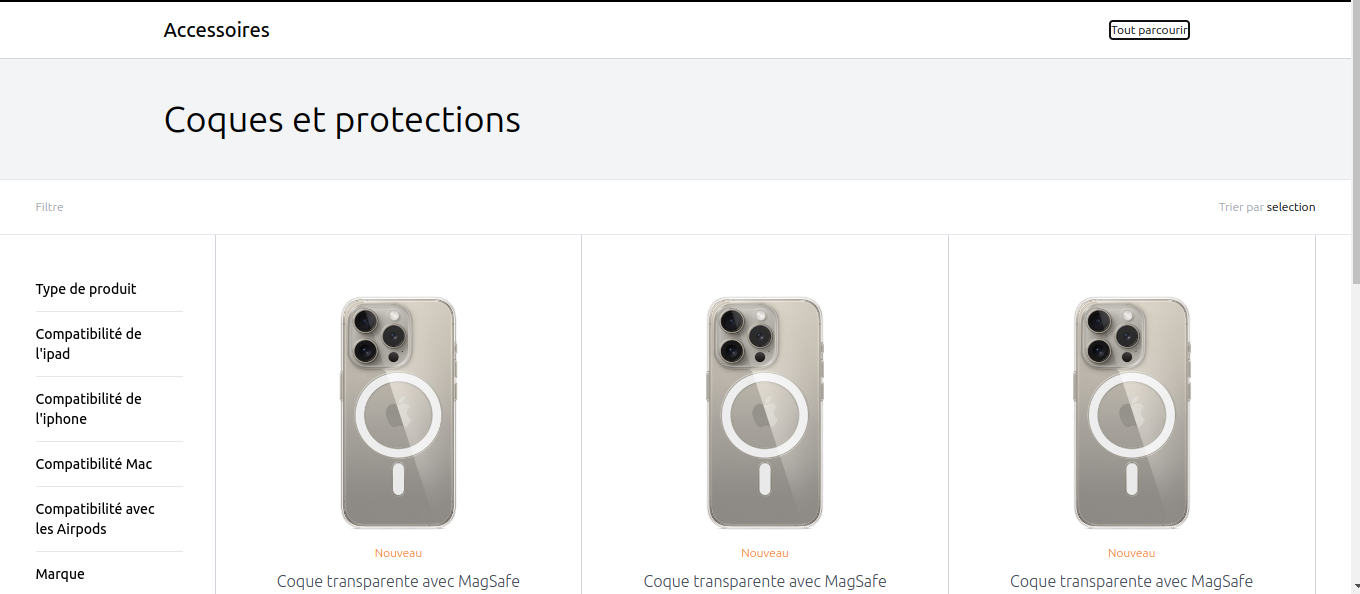 Accessoires
Tout parcourir
Coques et protections
Filtre
Trier par selection
Type de produit
Compatibilité de
l'ipad
Compatibilité de
l'iphone
Compatibilité Mac
Compatibilité avec
les Airpods
Marque
Nouveau
Coque transparente avec MagSafe
Nouveau
Coque transparente avec MagSafe
Nouveau
Coque transparente avec MagSafe